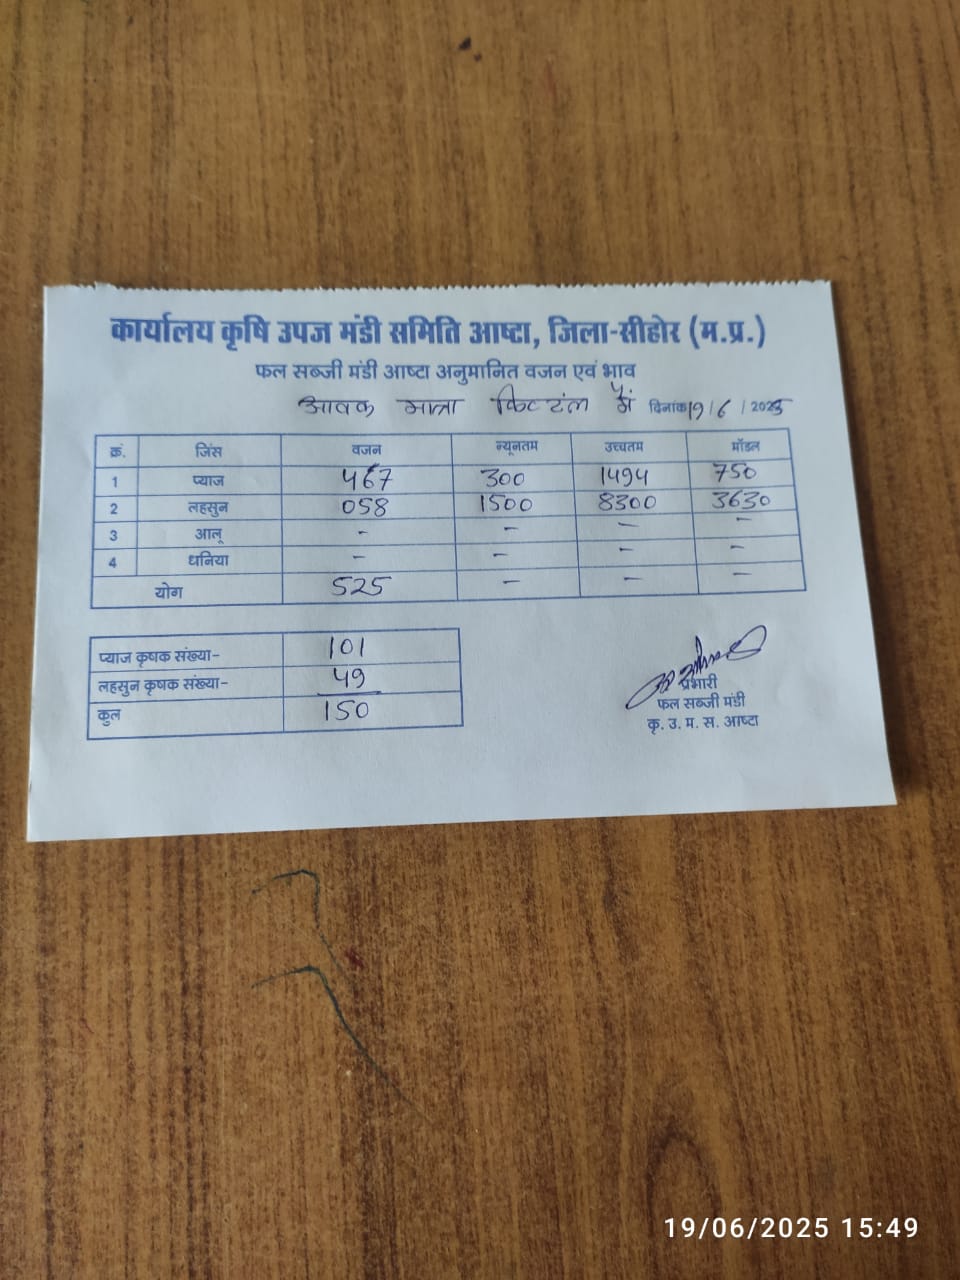 कार्यालय कृषि उपज मंडी समिति आष्टा, जिला-सीहोर (म.प्र.)
फल सब्जी मंडी आष्टा अनुमानित वजन एवं भाव
आवक मात्रा क्विटंल में दिनांक 19/6/2025
क्रं. जिंस वजन न्यूनतम उच्चतम मॉडल
1 प्याज 467 300 1494 750
2 लहसुन 058 1500 8300 3630
3 आलू - - - -
4 धनिया - - - -
योग 525 - - -
प्याज कृषक संख्या- 101
लहसुन कृषक संख्या- 49
कुल 150
प्रभारी
फल सब्जी मंडी
कृ. उ. म. स. आष्टा
19/06/2025 15:49